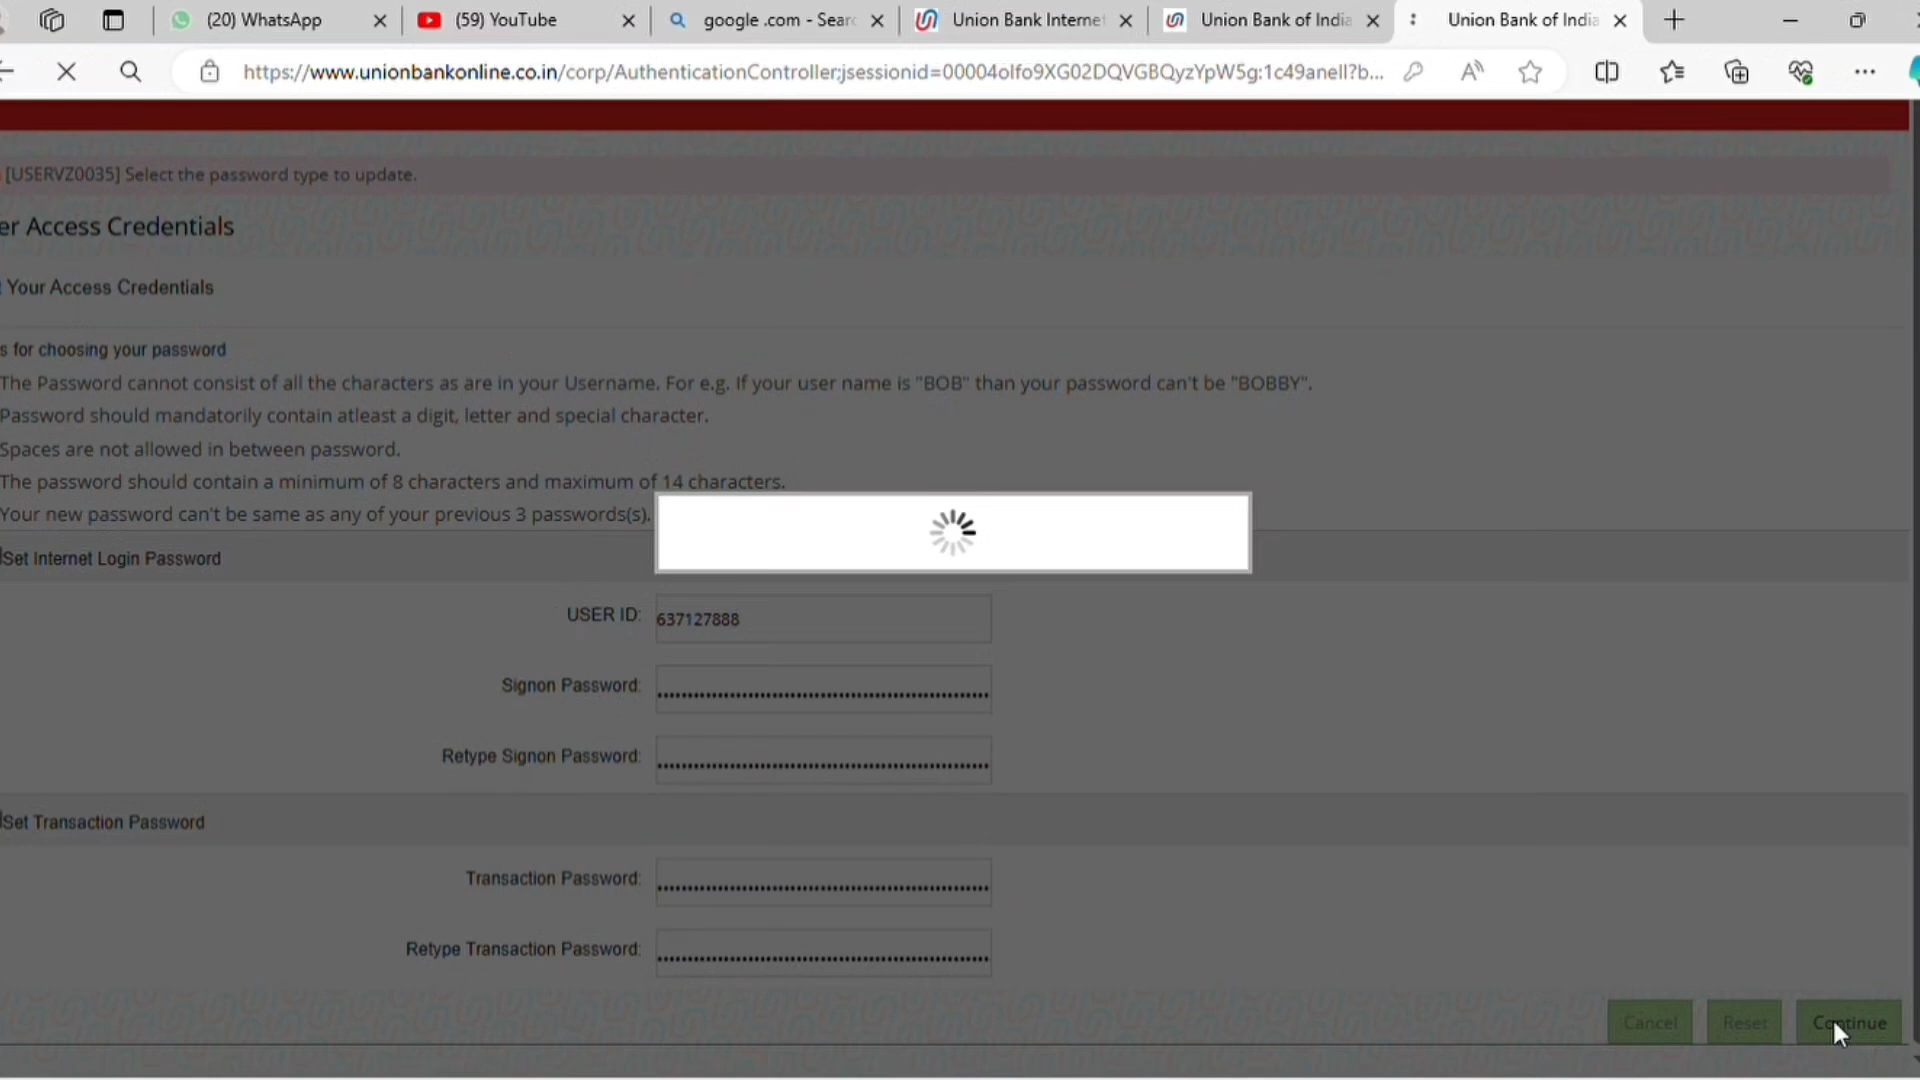 (20) WhatsApp
(59) YouTube
google .com - Sear
Union Bank Interne
Union Bank of India
Union Bank of India
https://www.unionbankonline.co.in/corp/AuthenticationController;jsessionid=00004olfo9XG02DQVGBQyzYpW5g:1c49anell?b...
[USERVZ0035] Select the password type to update.
er Access Credentials
Your Access Credentials
s for choosing your password
The Password cannot consist of all the characters as are in your Username. For e.g. If your user name is "BOB" than your password can't be "BOBBY".
Password should mandatorily contain atleast a digit, letter and special character.
Spaces are not allowed in between password.
The password should contain a minimum of 8 characters and maximum of 14 characters.
Your new password can't be same as any of your previous 3 passwords(s).
Set Internet Login Password
USER ID: 637127888
Signon Password:
Retype Signon Password:
Set Transaction Password
Transaction Password:
Retype Transaction Password:
Cancel Reset Continue